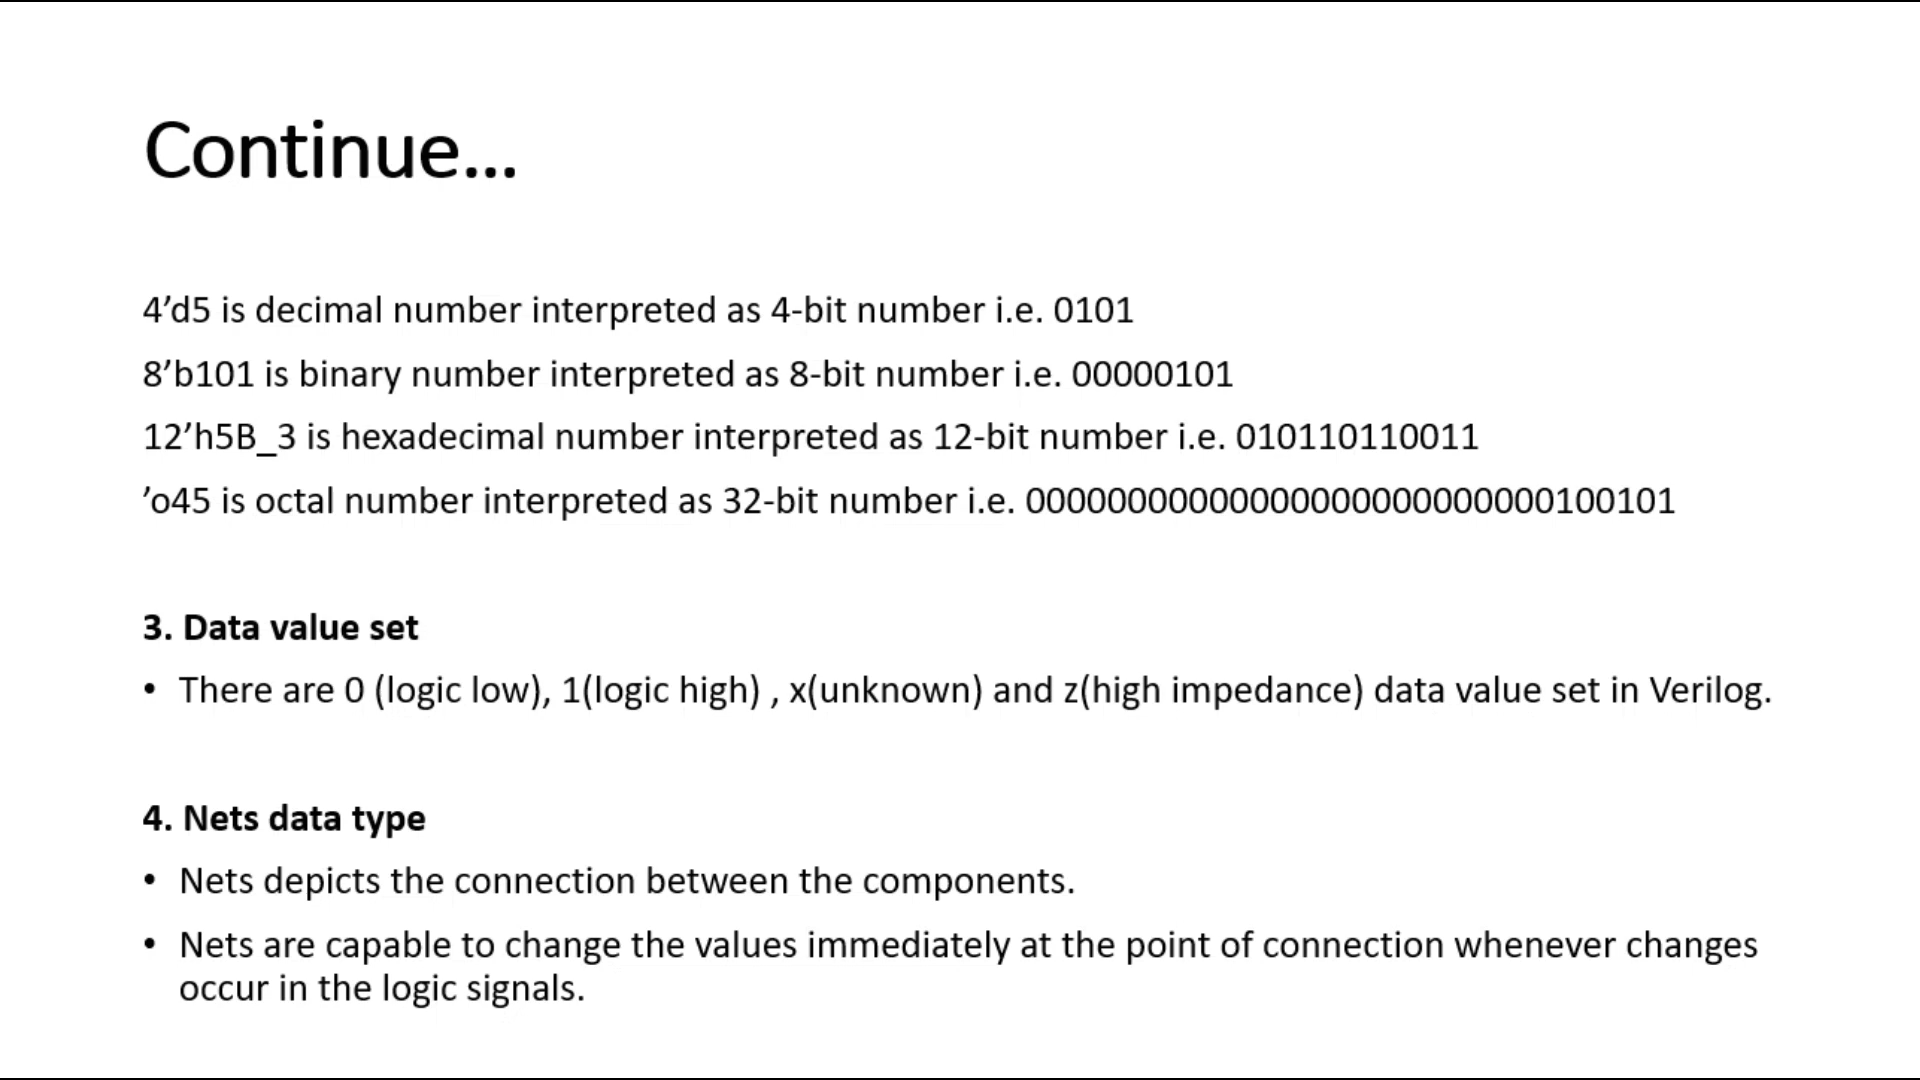 Continue...
4’d5 is decimal number interpreted as 4-bit number i.e. 0101
8’b101 is binary number interpreted as 8-bit number i.e. 00000101
12’h5B_3 is hexadecimal number interpreted as 12-bit number i.e. 010110110011
’o45 is octal number interpreted as 32-bit number i.e. 00000000000000000000000000100101
3. Data value set
• There are 0 (logic low), 1(logic high) , x(unknown) and z(high impedance) data value set in Verilog.
4. Nets data type
• Nets depicts the connection between the components.
• Nets are capable to change the values immediately at the point of connection whenever changes
occur in the logic signals.